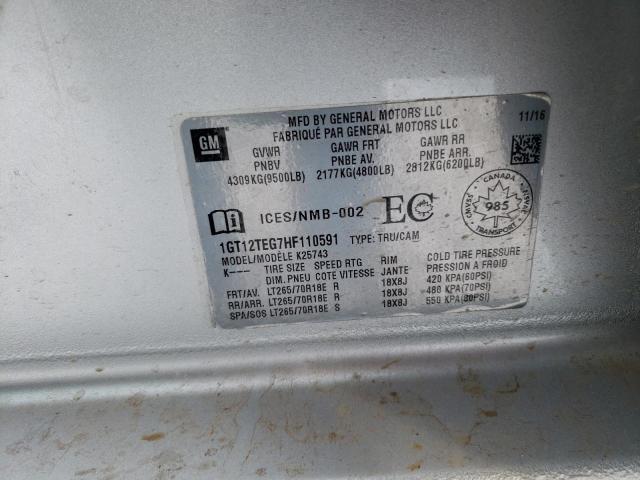 MFD BY GENERAL MOTORS LLC
FABRIQUÉ PAR GENERAL MOTORS LLC
11/16
GM
GVWR GAWR FRT GAWR RR
PNBV PNBE AV. PNBE ARR.
4309KG(9500LB) 2177KG(4800LB) 2812KG(6200LB)
ICES/NMB-002 EC
CANADA
985
1GT12TEG7HF110591 TYPE: TRU/CAM
MODEL/MODÈLE K25743
K--- TIRE SIZE SPEED RTG RIM COLD TIRE PRESSURE
DIM.PNEU COTE VITESSE JANTE PRESSION À FROID
FRT/AV. LT265/70R18E R 18X8J 420 KPA(60PSI)
RR/ARR. LT265/70R18E R 18X8J 480 KPA(70PSI)
SPA/SOS LT265/70R18E S 18X8J 550 KPA(80PSI)